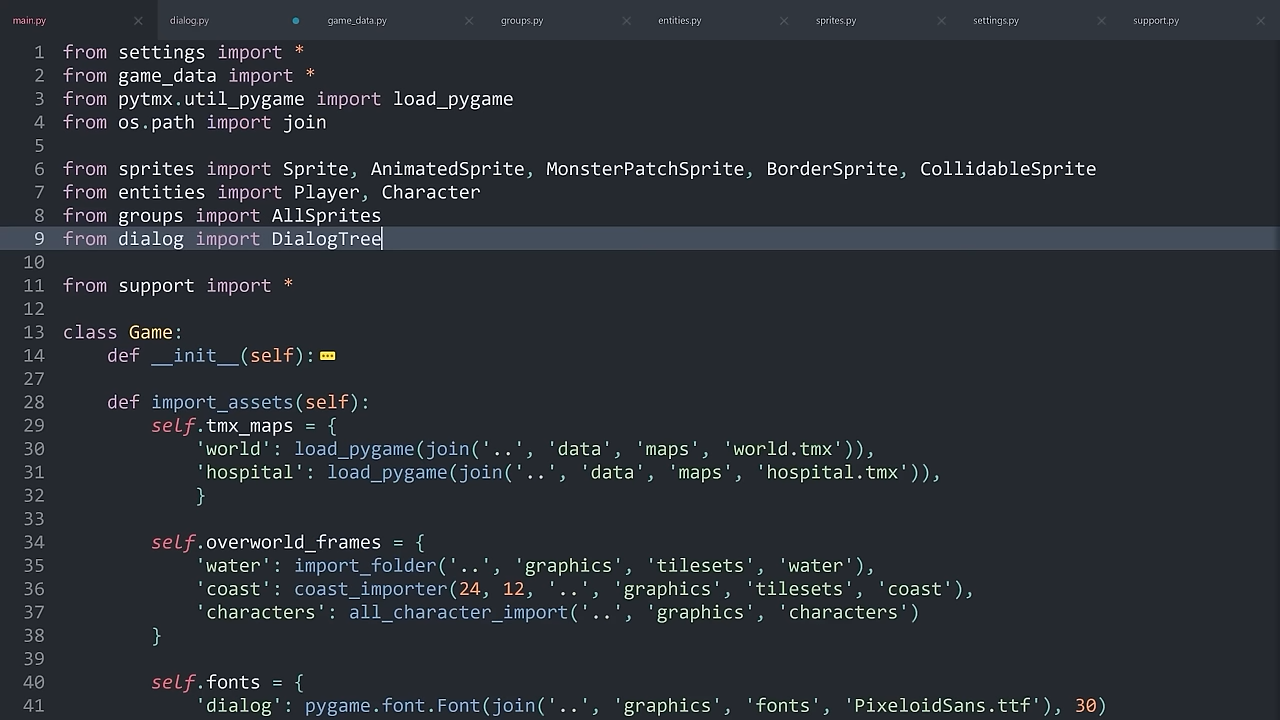 main.py dialog.py game_data.py groups.py entities.py sprites.py settings.py support.py
1 from settings import *
2 from game_data import *
3 from pytmx.util_pygame import load_pygame
4 from os.path import join
5
6 from sprites import Sprite, AnimatedSprite, MonsterPatchSprite, BorderSprite, CollidableSprite
7 from entities import Player, Character
8 from groups import AllSprites
9 from dialog import DialogTree
10
11 from support import *
12
13 class Game:
14     def __init__(self):
27
28     def import_assets(self):
29         self.tmx_maps = {
30             'world': load_pygame(join('..', 'data', 'maps', 'world.tmx')),
31             'hospital': load_pygame(join('..', 'data', 'maps', 'hospital.tmx')),
32             }
33
34         self.overworld_frames = {
35             'water': import_folder('..', 'graphics', 'tilesets', 'water'),
36             'coast': coast_importer(24, 12, '..', 'graphics', 'tilesets', 'coast'),
37             'characters': all_character_import('..', 'graphics', 'characters')
38         }
39
40         self.fonts = {
41             'dialog': pygame.font.Font(join('..', 'graphics', 'fonts', 'PixeloidSans.ttf'), 30)